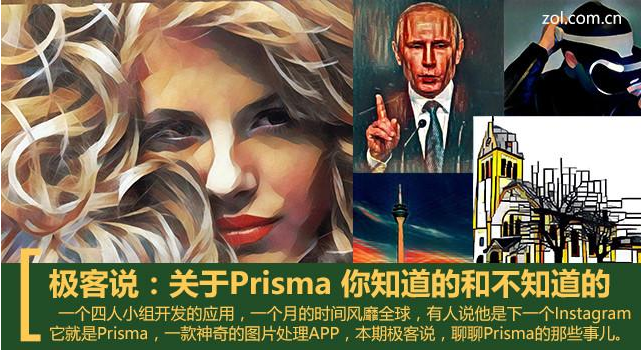 zol.com.cn
极客说：关于Prisma 你知道的和不知道的
一个四人小组开发的应用，一个月的时间风靡全球，有人说他是下一个Instagram
它就是Prisma，一款神奇的图片处理APP，本期极客说，聊聊Prisma的那些事儿。